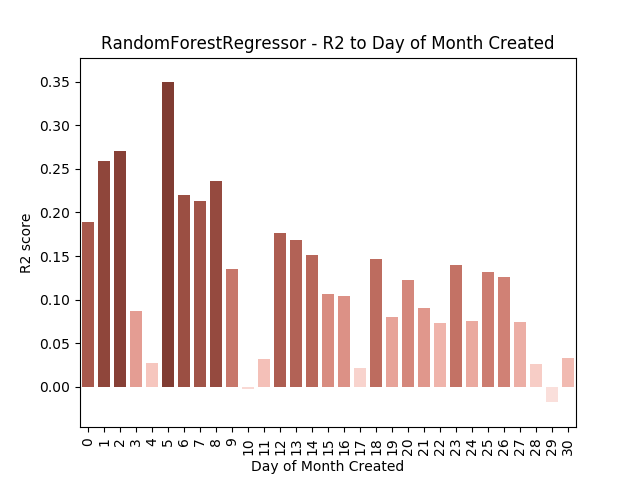 RandomForestRegressor - R2 to Day of Month Created
0.35
0.30
0.25
0.20
0.15
0.10
0.05
0.00
R2 score
0 1 2 3 4 5 6 7 8 9 10 11 12 13 14 15 16 17 18 19 20 21 22 23 24 25 26 27 28 29 30
Day of Month Created